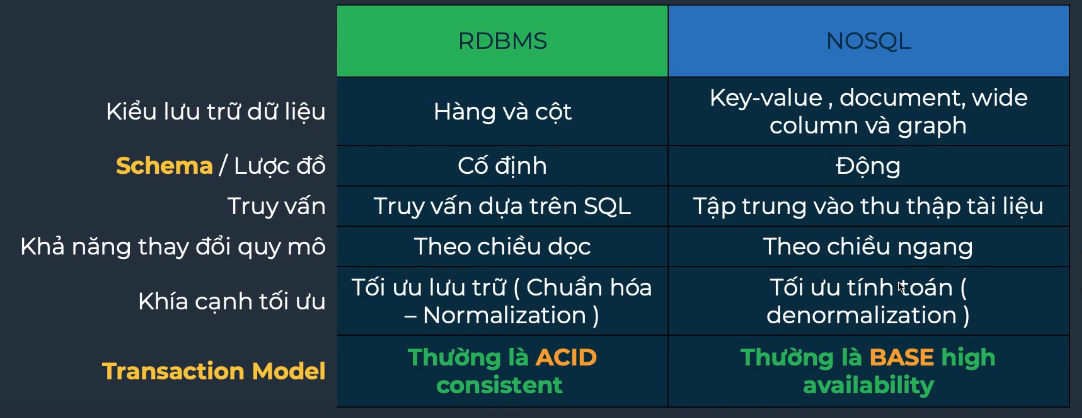 RDBMS
NOSQL
Kiểu lưu trữ dữ liệu
Hàng và cột
Key-value , document, wide
column và graph
Schema / Lược đồ
Cố định
Động
Truy vấn
Truy vấn dựa trên SQL
Tập trung vào thu thập tài liệu
Khả năng thay đổi quy mô
Theo chiều dọc
Theo chiều ngang
Khía cạnh tối ưu
Tối ưu lưu trữ ( Chuẩn hóa
– Normalization )
Tối ưu tính toán (
denormalization )
Transaction Model
Thường là ACID
consistent
Thường là BASE high
availability